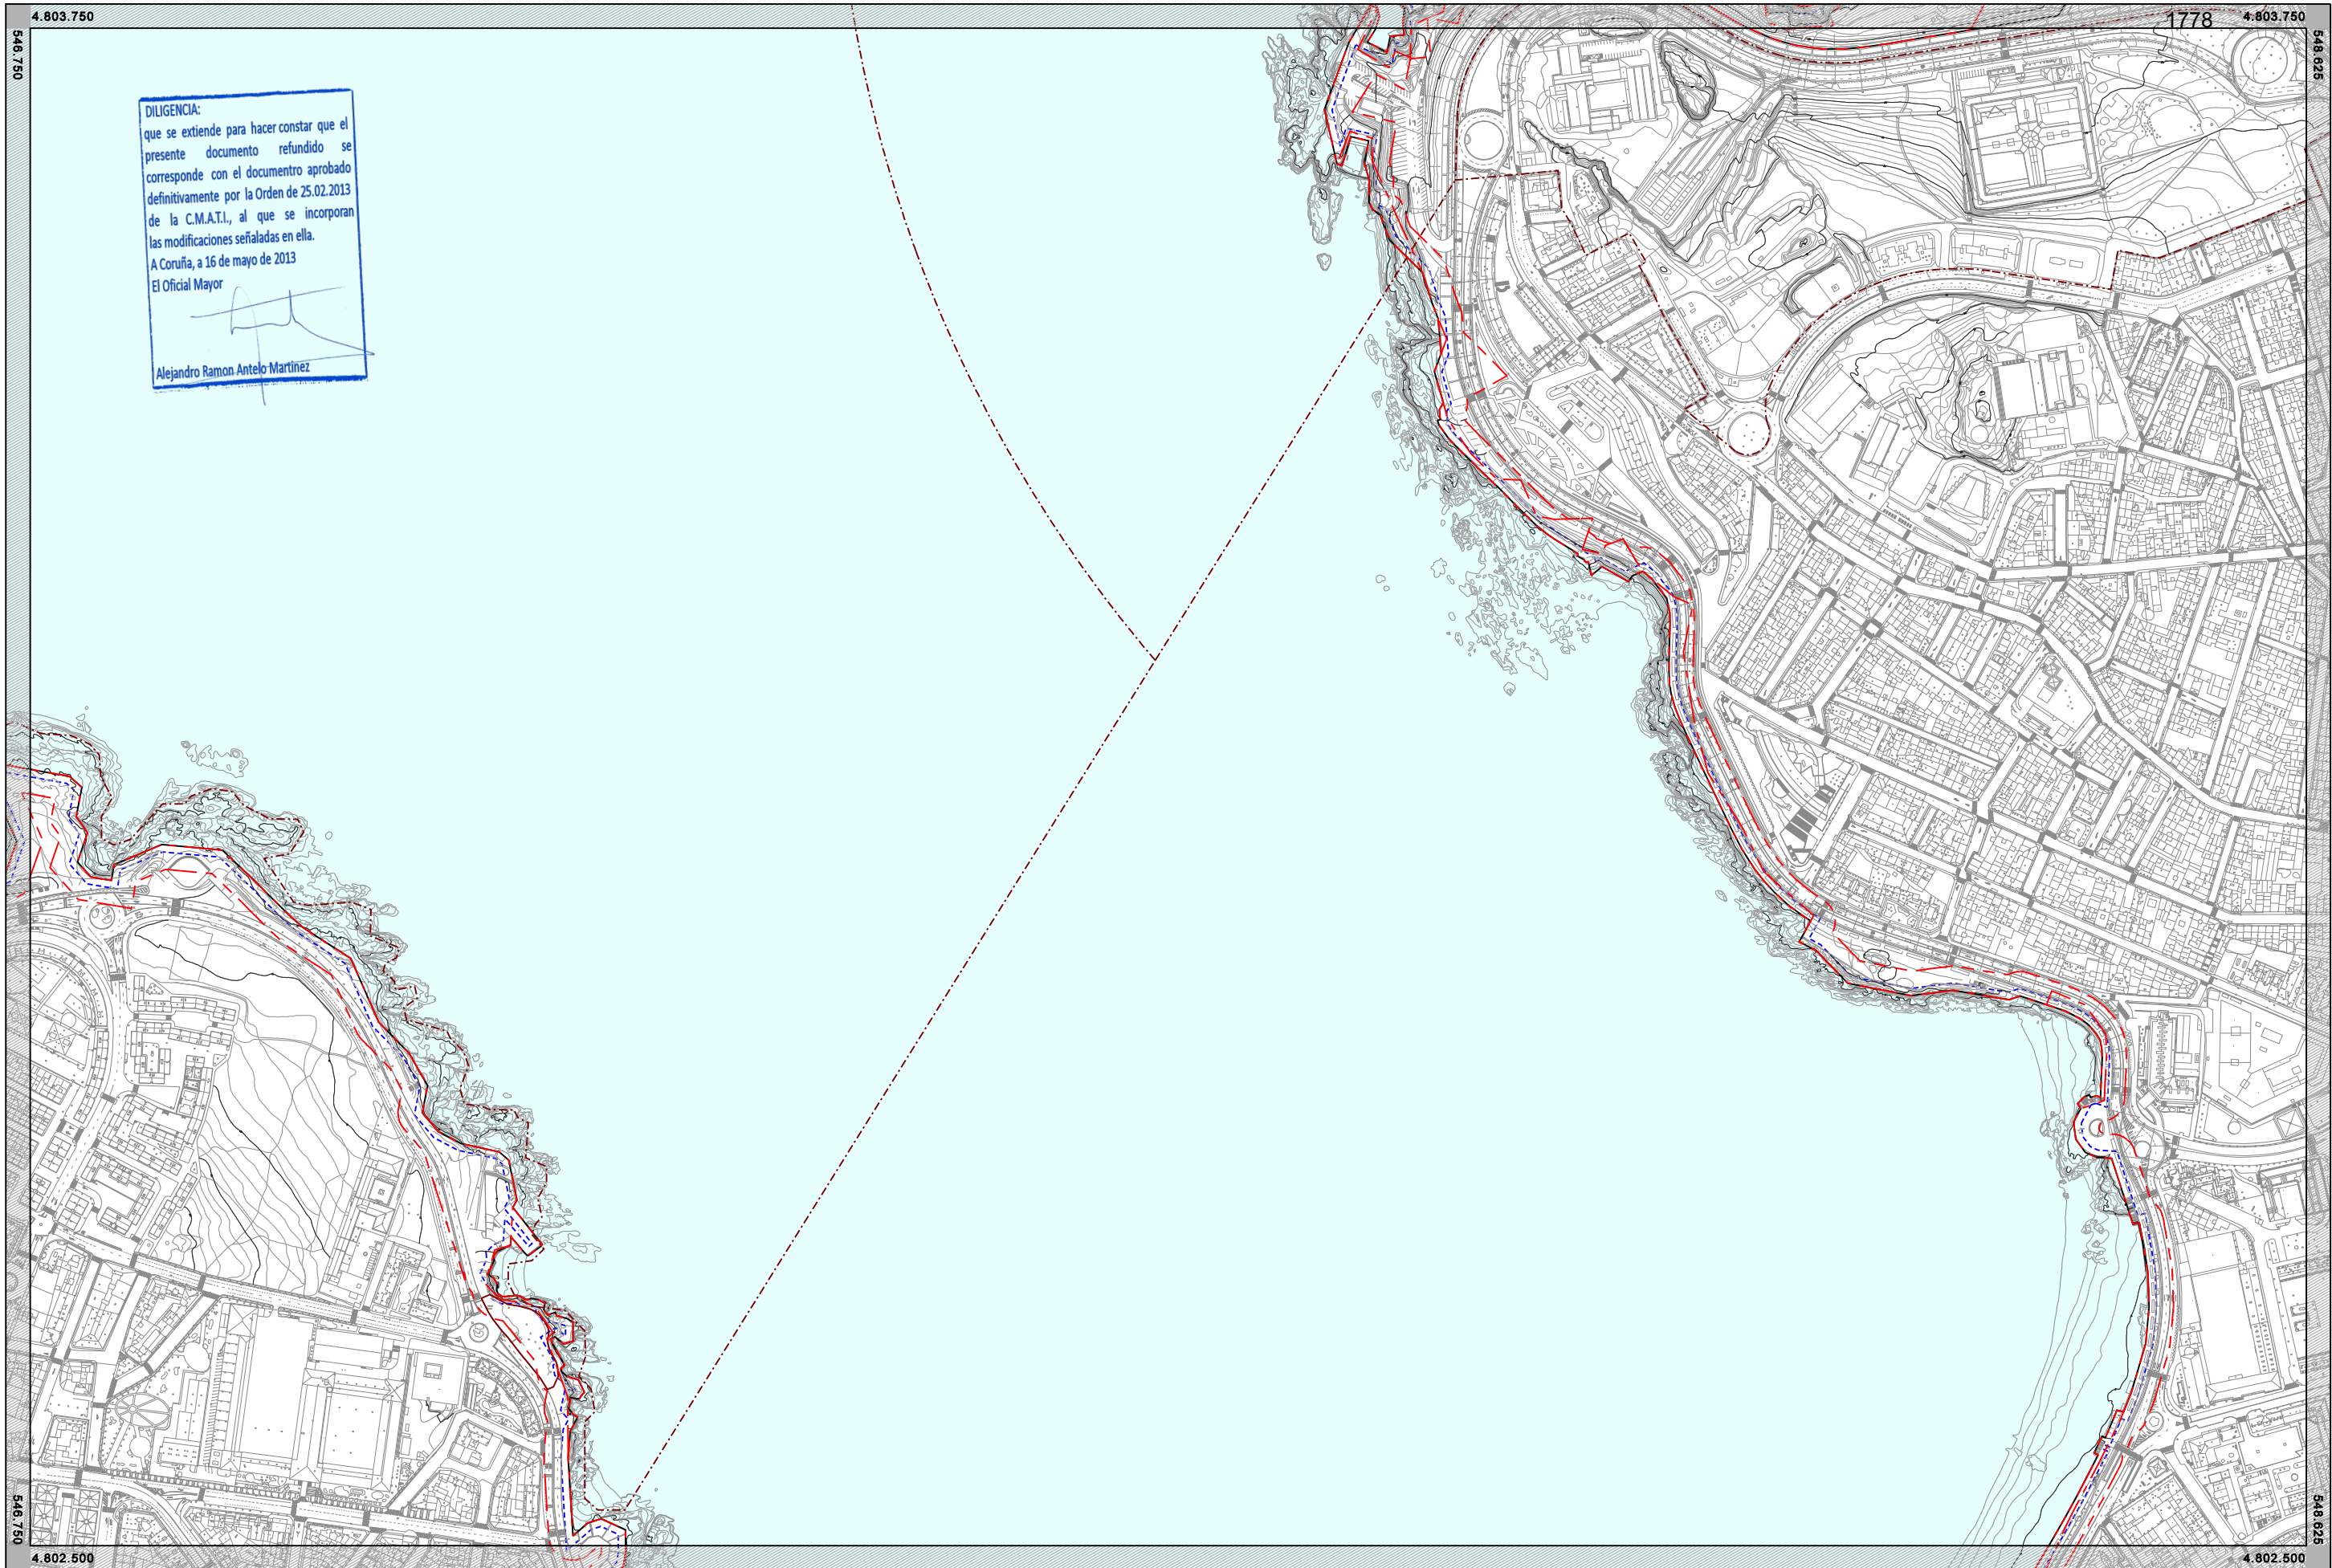 4.803.750
1778
4.803.750
546.750
548.625
DILIGENCIA:
que se extiende para hacer constar que el
presente documento refundido se
corresponde con el documentro aprobado
definitivamente por la Orden de 25.02.2013
de la C.M.A.T.I., al que se incorporan
las modificaciones señaladas en ella.
A Coruña, a 16 de mayo de 2013
El Oficial Mayor
Alejandro Ramon Antelo Martinez
546.750
548.625
4.802.500
4.802.500